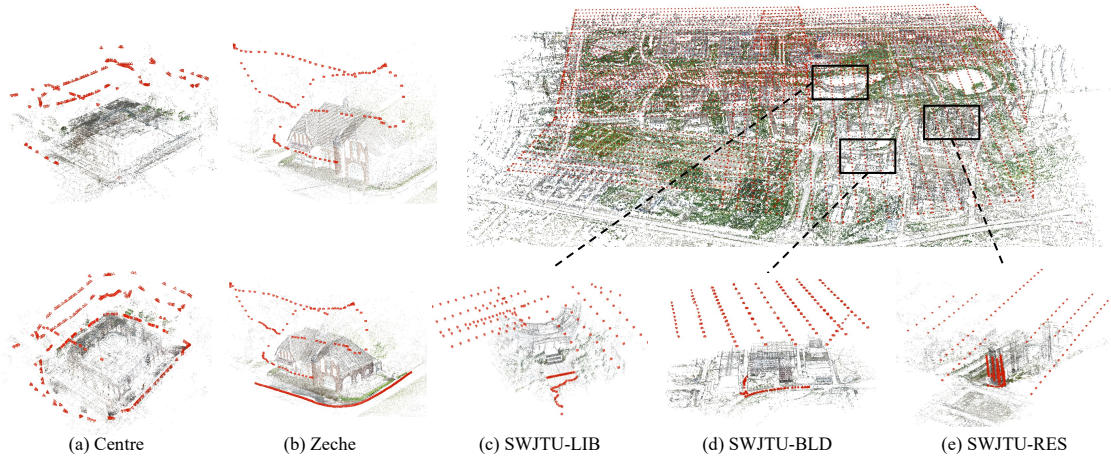 (a) Centre
(b) Zeche
(c) SWJTU-LIB
(d) SWJTU-BLD
(e) SWJTU-RES